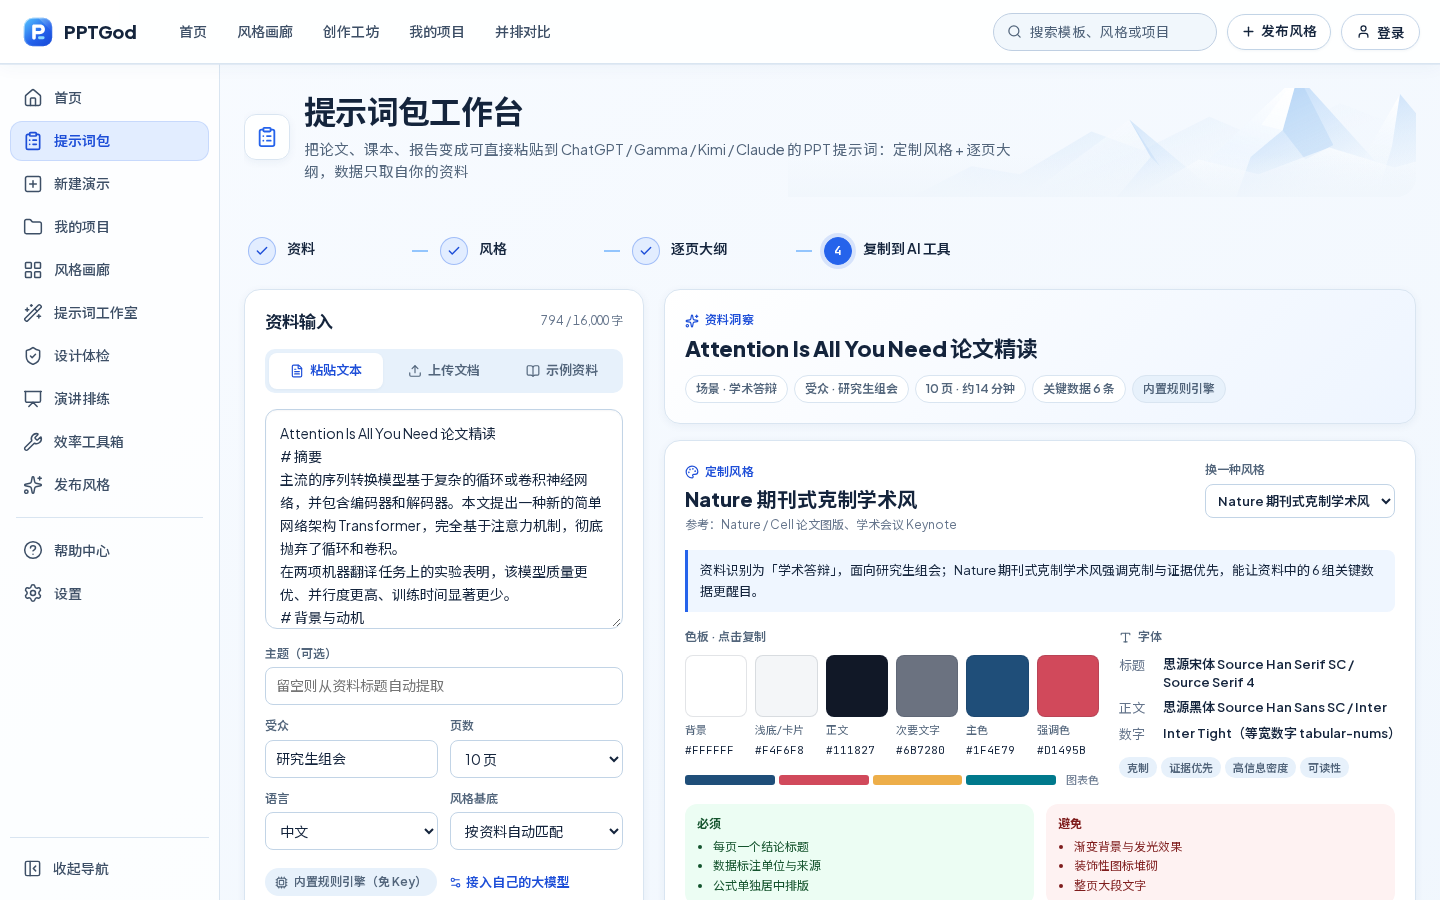 PPTGod
首页
风格画廊
创作工坊
我的项目
并排对比
搜索模板、风格或项目
发布风格
登录
首页
提示词包
新建演示
我的项目
风格画廊
提示词工作室
设计体检
演讲排练
效率工具箱
发布风格
帮助中心
设置
收起导航
提示词包工作台
把论文、课本、报告变成可直接粘贴到 ChatGPT / Gamma / Kimi / Claude 的 PPT 提示词：定制风格 + 逐页大
纲，数据只取自你的资料
资料
风格
逐页大纲
4 复制到 AI 工具
资料输入
794 / 16,000 字
粘贴文本
上传文档
示例资料
Attention Is All You Need 论文精读
# 摘要
主流的序列转换模型基于复杂的循环或卷积神经网
络，并包含编码器和解码器。本文提出一种新的简单
网络架构 Transformer，完全基于注意力机制，彻底
抛弃了循环和卷积。
在两项机器翻译任务上的实验表明，该模型质量更
优、并行度更高、训练时间显著更少。
# 背景与动机
主题（可选）
留空则从资料标题自动提取
受众
页数
研究生组会
10 页
语言
风格基底
中文
按资料自动匹配
内置规则引擎（免 Key）
接入自己的大模型
资料洞察
Attention Is All You Need 论文精读
场景 · 学术答辩
受众 · 研究生组会
10 页 · 约 14 分钟
关键数据 6 条
内置规则引擎
定制风格
Nature 期刊式克制学术风
参考：Nature / Cell 论文图版、学术会议 Keynote
换一种风格
Nature 期刊式克制学术风
资料识别为「学术答辩」，面向研究生组会；Nature 期刊式克制学术风强调克制与证据优先，能让资料中的 6 组关键数
据更醒目。
色板 · 点击复制
背景
浅底/卡片
正文
次要文字
主色
强调色
#FFFFFF
#F4F6F8
#111827
#6B7280
#1F4E79
#D1495B
图表色
字体
标题
思源宋体 Source Han Serif SC /
Source Serif 4
正文
思源黑体 Source Han Sans SC / Inter
数字
Inter Tight（等宽数字 tabular-nums）
克制
证据优先
高信息密度
可读性
必须
每页一个结论标题
数据标注单位与来源
公式单独居中排版
避免
渐变背景与发光效果
装饰性图标堆砌
整页大段文字